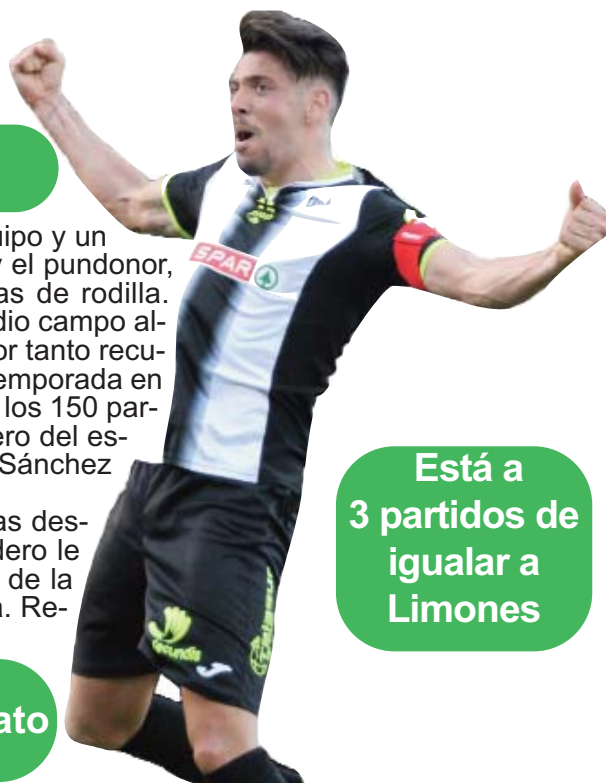 uipo y un
y el pundonor,
as de rodilla.
dio campo al-
or tanto recu-
emporada en
los 150 par-
ero del es-
Sánchez
as des-
dero le
de la
a. Re-
ato
SPAR
Está a
3 partidos de
igualar a
Limones